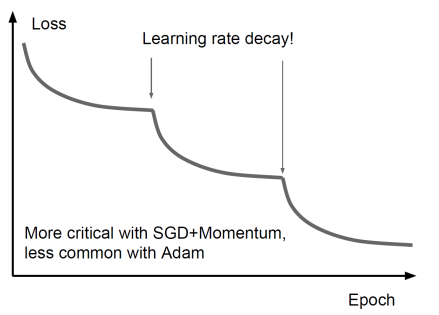 Loss
Learning rate decay!
More critical with SGD+Momentum,
less common with Adam
Epoch